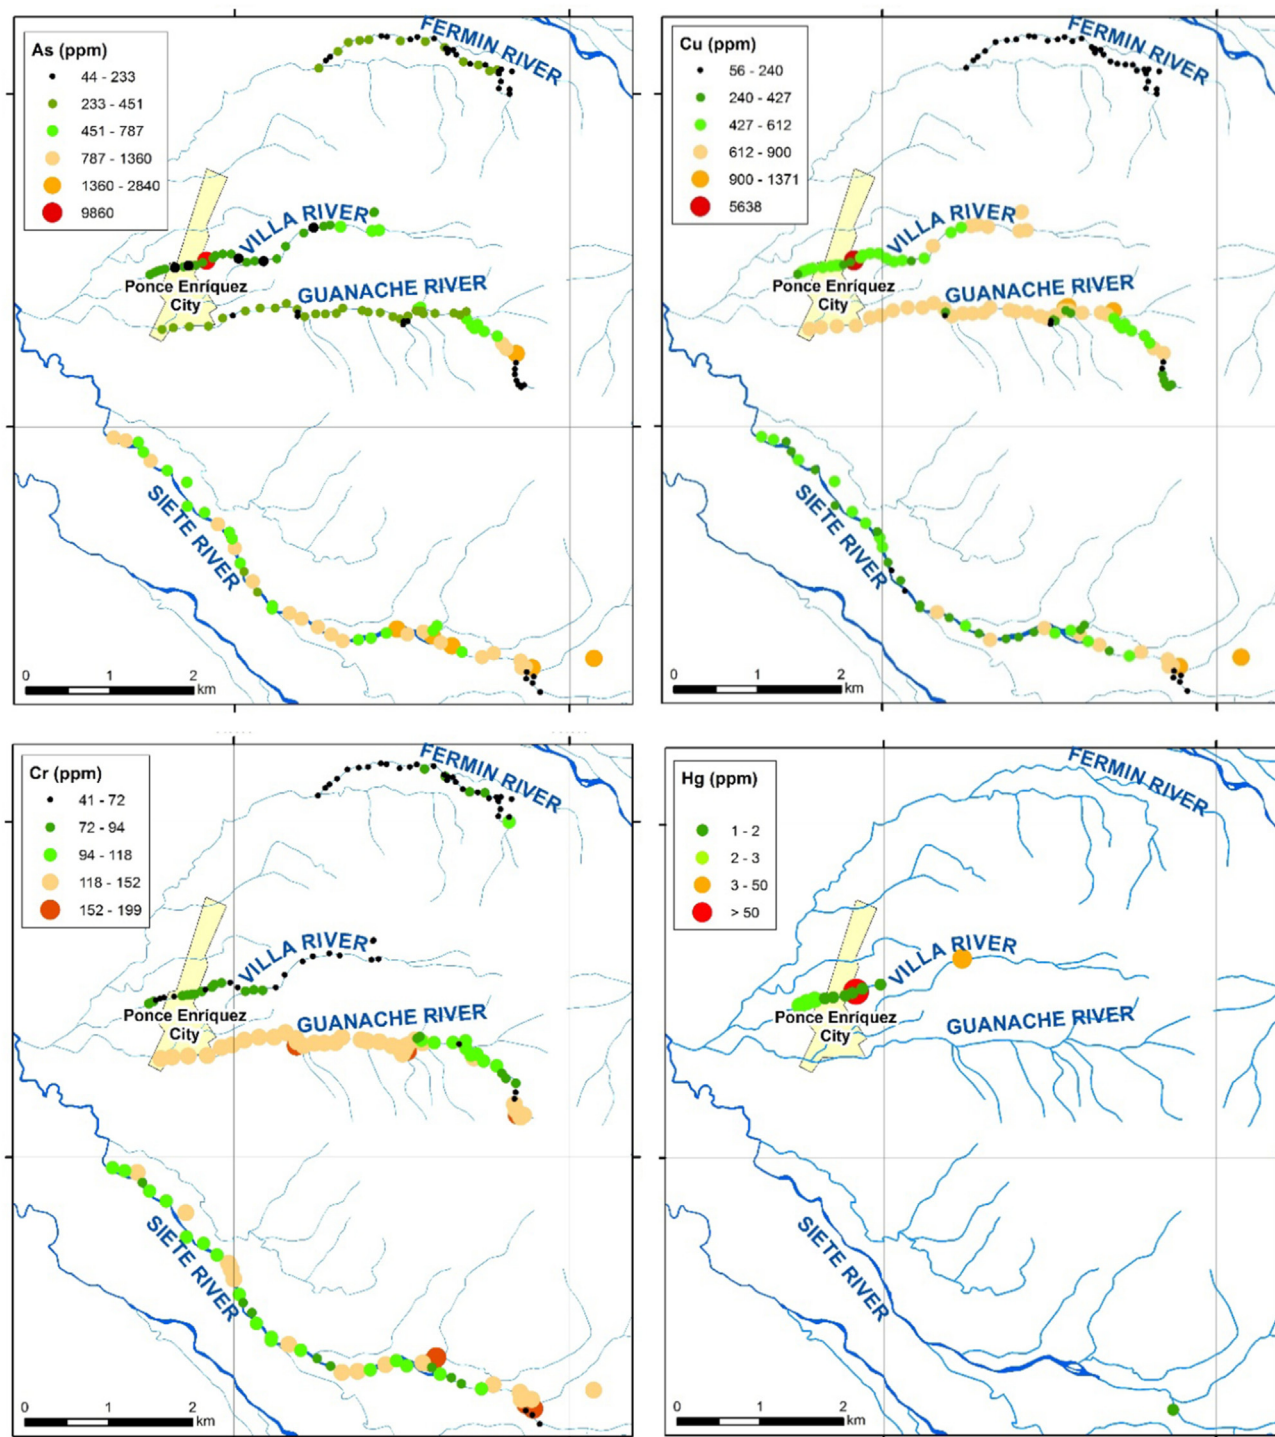 As (ppm)
44 - 233
233 - 451
451 - 787
787 - 1360
1360 - 2840
9860
FERMIN RIVER
VILLA RIVER
Ponce Enríquez
City
GUANACHE RIVER
SIETE RIVER
0 1 2
km
Cu (ppm)
56 - 240
240 - 427
427 - 612
612 - 900
900 - 1371
5638
FERMIN RIVER
VILLA RIVER
Ponce Enríquez
City
GUANACHE RIVER
SIETE RIVER
0 1 2
km
Cr (ppm)
41 - 72
72 - 94
94 - 118
118 - 152
152 - 199
FERMIN RIVER
VILLA RIVER
Ponce Enríquez
City
GUANACHE RIVER
SIETE RIVER
0 1 2
km
Hg (ppm)
1 - 2
2 - 3
3 - 50
> 50
FERMIN RIVER
VILLA RIVER
Ponce Enríquez
City
GUANACHE RIVER
SIETE RIVER
0 1 2
km